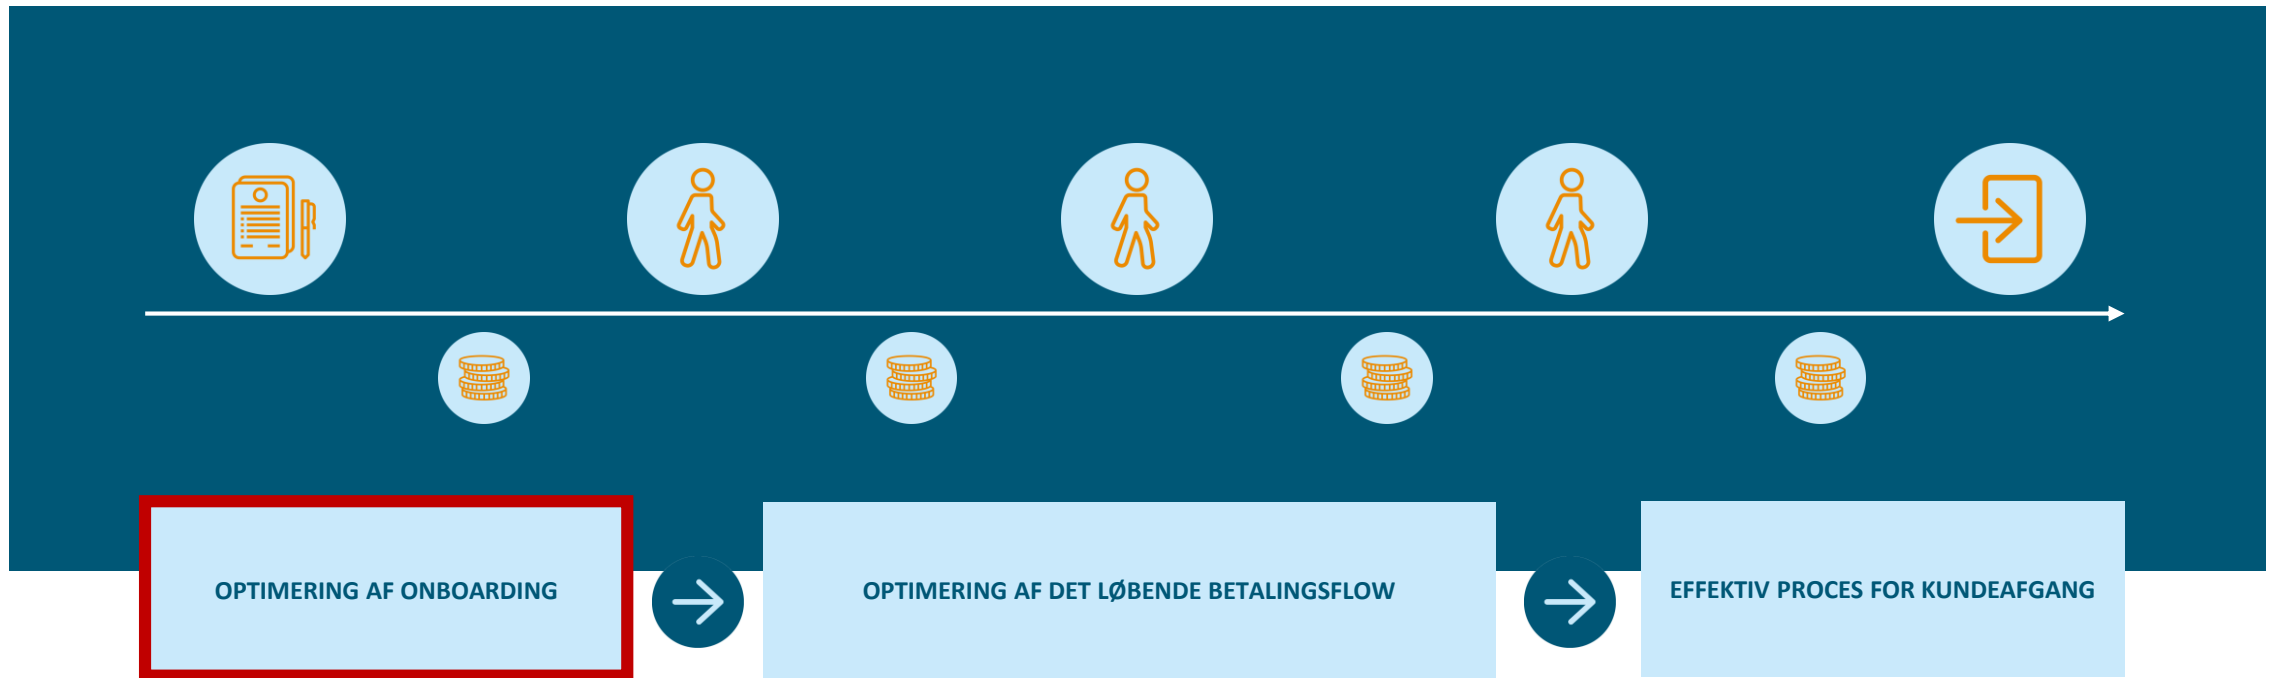 OPTIMERING AF ONBOARDING
OPTIMERING AF DET LØBENDE BETALINGSFLOW
EFFEKTIV PROCES FOR KUNDEAFGANG